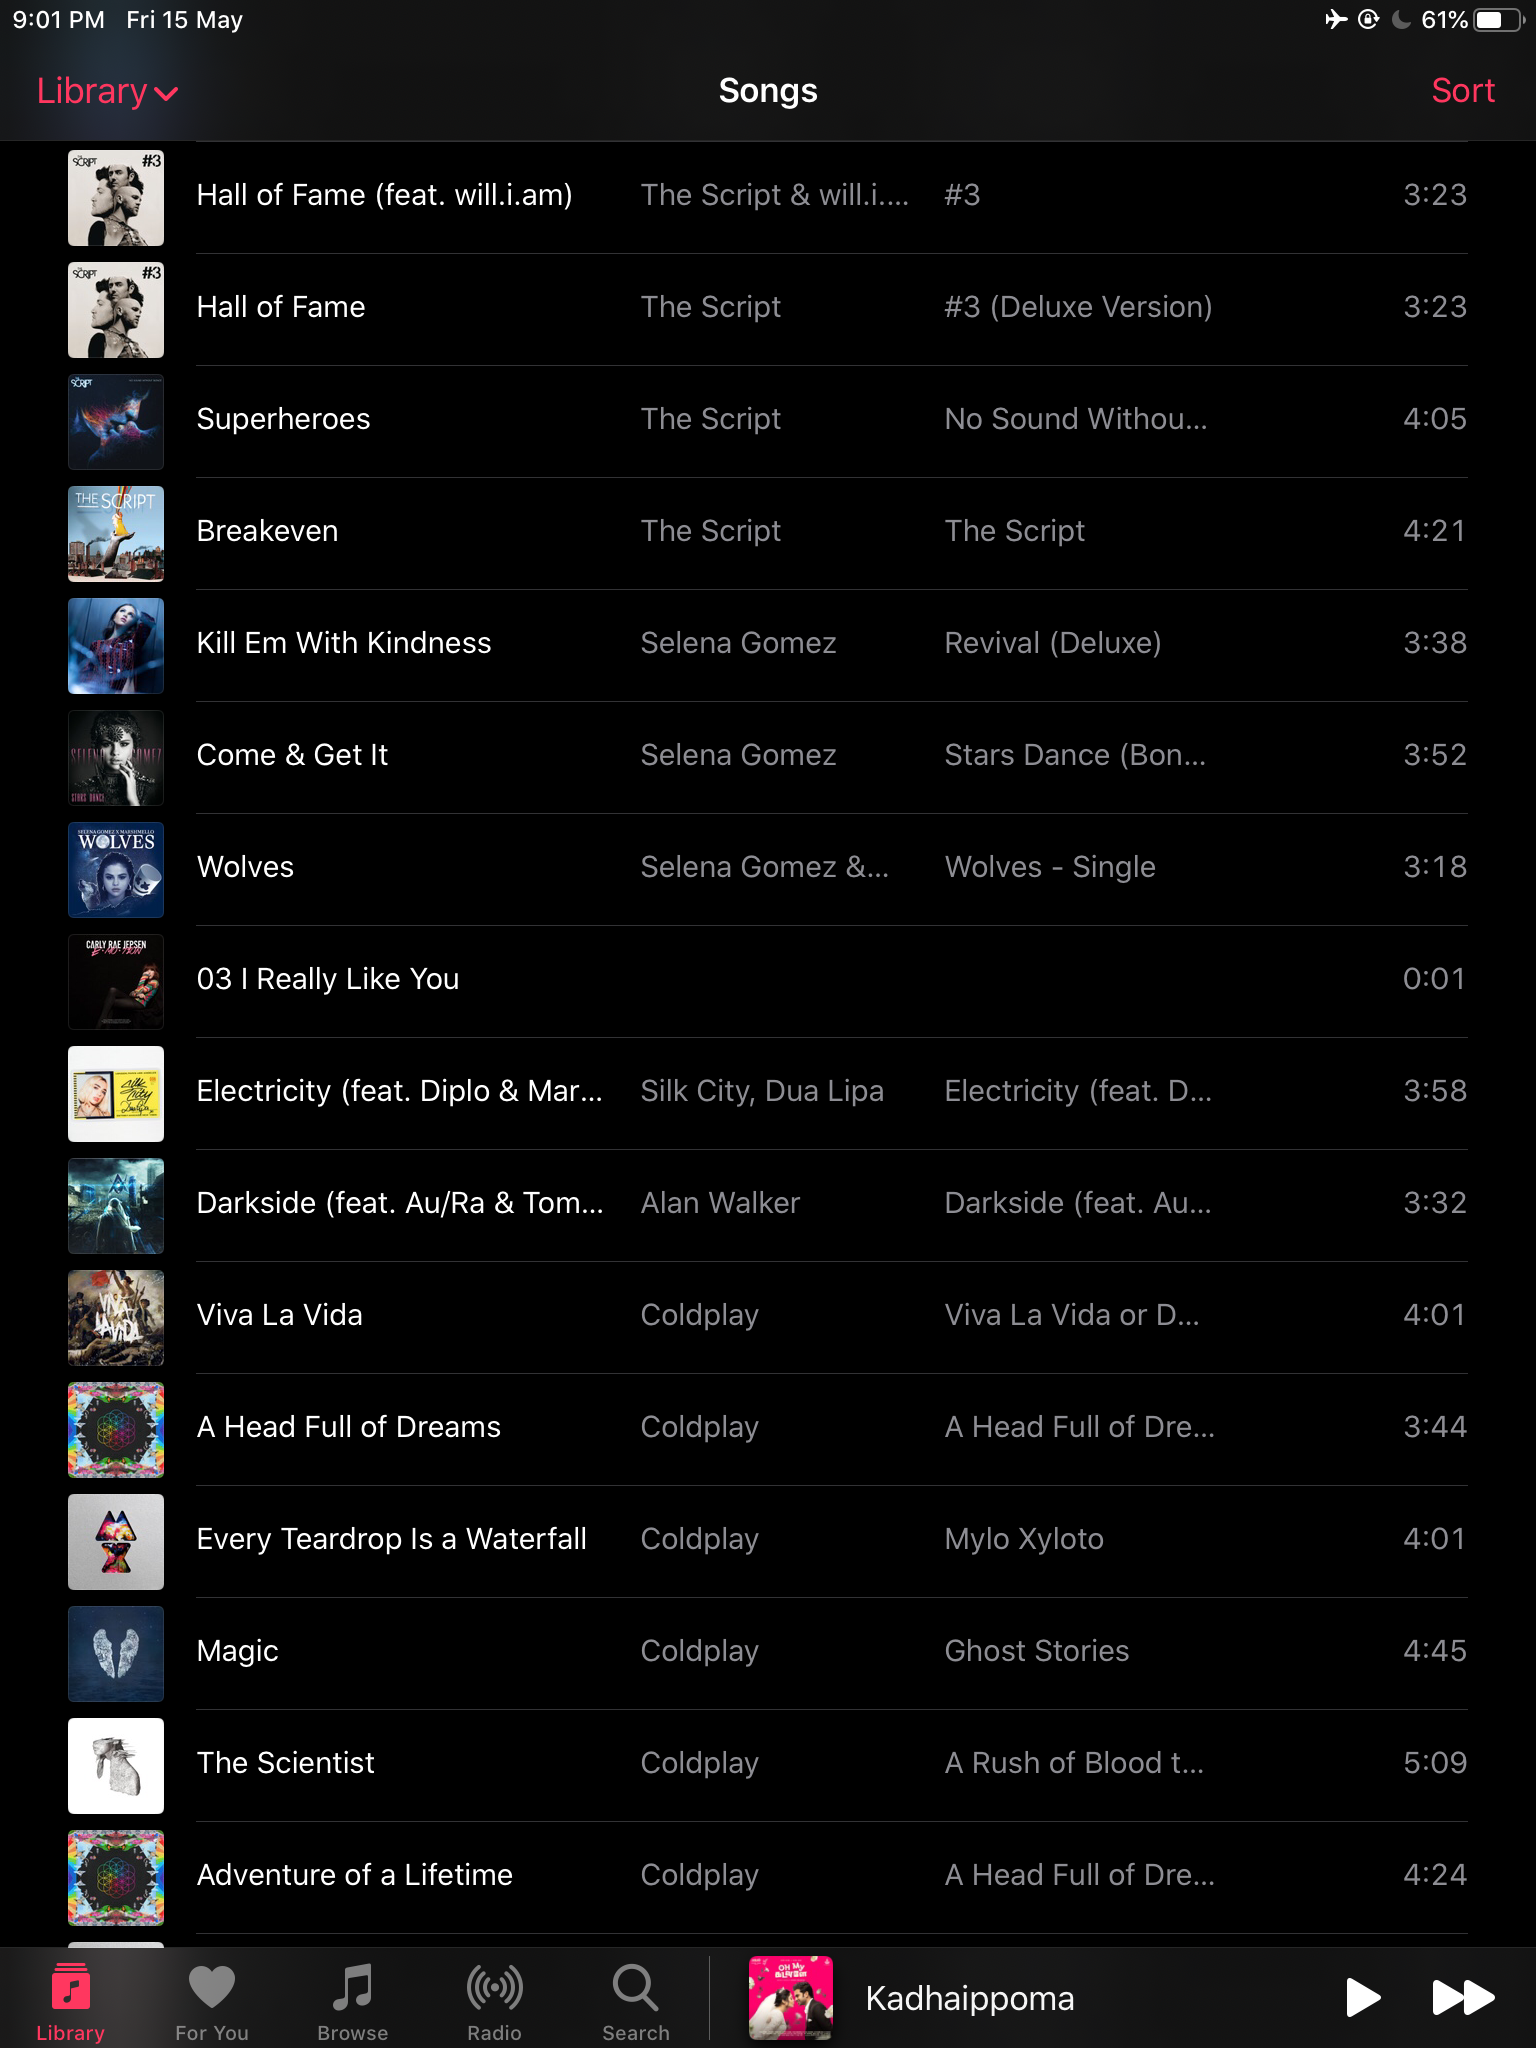 9:01 PM Fri 15 May 61%
Library Songs Sort
SCRIPT #3
Hall of Fame (feat. will.i.am) The Script & will.i.... #3 3:23
SCRIPT #3
Hall of Fame The Script #3 (Deluxe Version) 3:23
SCRIPT
Superheroes The Script No Sound Withou... 4:05
THE SCRIPT
Breakeven The Script The Script 4:21
Kill Em With Kindness Selena Gomez Revival (Deluxe) 3:38
SELENA GOMEZ
STARS DANCE
Come & Get It Selena Gomez Stars Dance (Bon... 3:52
SELENA GOMEZ X MARSHMELLO
WOLVES
Wolves Selena Gomez &... Wolves - Single 3:18
CARLY RAE JEPSEN
E·MO·TION
03 I Really Like You 0:01
Silk City
Electricity (feat. Diplo & Mar... Silk City, Dua Lipa Electricity (feat. D... 3:58
Darkside (feat. Au/Ra & Tom... Alan Walker Darkside (feat. Au... 3:32
VIVA LA VIDA
Viva La Vida Coldplay Viva La Vida or D... 4:01
A Head Full of Dreams Coldplay A Head Full of Dre... 3:44
Every Teardrop Is a Waterfall Coldplay Mylo Xyloto 4:01
Magic Coldplay Ghost Stories 4:45
The Scientist Coldplay A Rush of Blood t... 5:09
Adventure of a Lifetime Coldplay A Head Full of Dre... 4:24
OH MY
கடவுளே
Kadhaippoma
Library For You Browse Radio Search